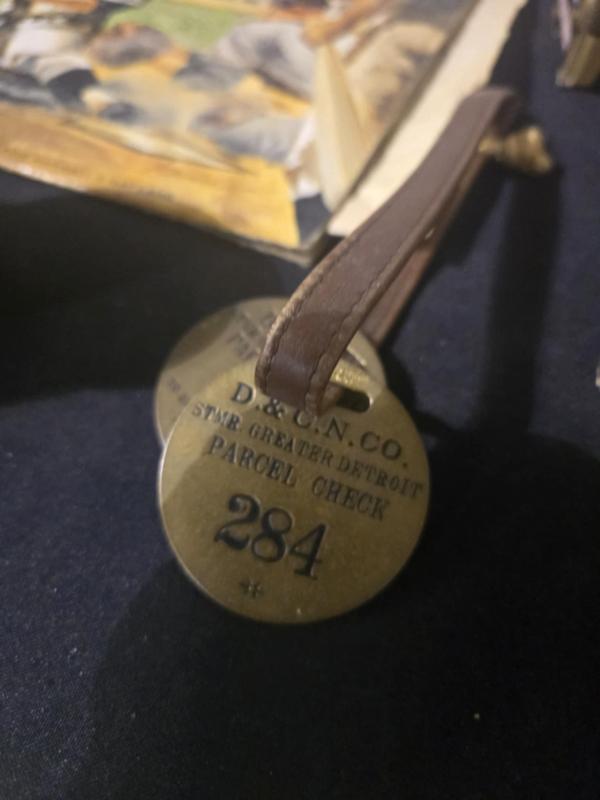 D. & C. N. CO.
STMR. GREATER DETROIT
PARCEL CHECK
284